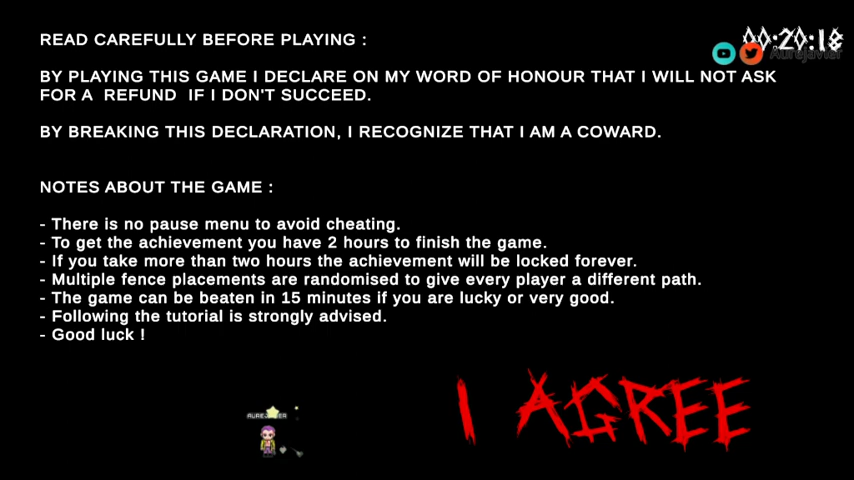 READ CAREFULLY BEFORE PLAYING :
00:20:18
Aurejavier
BY PLAYING THIS GAME I DECLARE ON MY WORD OF HONOUR THAT I WILL NOT ASK
FOR A REFUND IF I DON'T SUCCEED.
BY BREAKING THIS DECLARATION, I RECOGNIZE THAT I AM A COWARD.
NOTES ABOUT THE GAME :
- There is no pause menu to avoid cheating.
- To get the achievement you have 2 hours to finish the game.
- If you take more than two hours the achievement will be locked forever.
- Multiple fence placements are randomised to give every player a different path.
- The game can be beaten in 15 minutes if you are lucky or very good.
- Following the tutorial is strongly advised.
- Good luck !
I AGREE